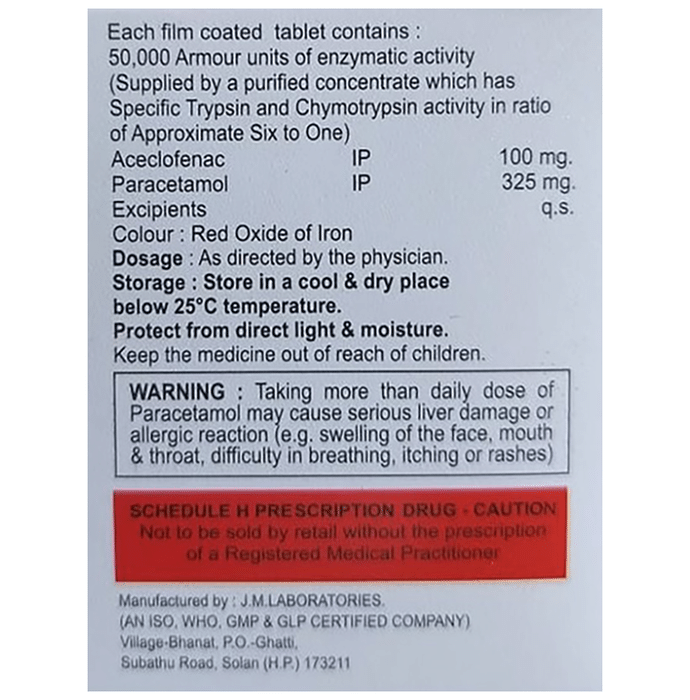 Each film coated tablet contains :
50,000 Armour units of enzymatic activity
(Supplied by a purified concentrate which has
Specific Trypsin and Chymotrypsin activity in ratio
of Approximate Six to One)
Aceclofenac IP 100 mg.
Paracetamol IP 325 mg.
Excipients q.s.
Colour : Red Oxide of Iron
Dosage : As directed by the physician.
Storage : Store in a cool & dry place
below 25°C temperature.
Protect from direct light & moisture.
Keep the medicine out of reach of children.
WARNING : Taking more than daily dose of
Paracetamol may cause serious liver damage or
allergic reaction (e.g. swelling of the face, mouth
& throat, difficulty in breathing, itching or rashes)
SCHEDULE H PRESCRIPTION DRUG - CAUTION
Not to be sold by retail without the prescription
of a Registered Medical Practitioner
Manufactured by : J.M.LABORATORIES.
(AN ISO, WHO, GMP & GLP CERTIFIED COMPANY)
Village-Bhanat, P.O.-Ghatti,
Subathu Road, Solan (H.P.) 173211